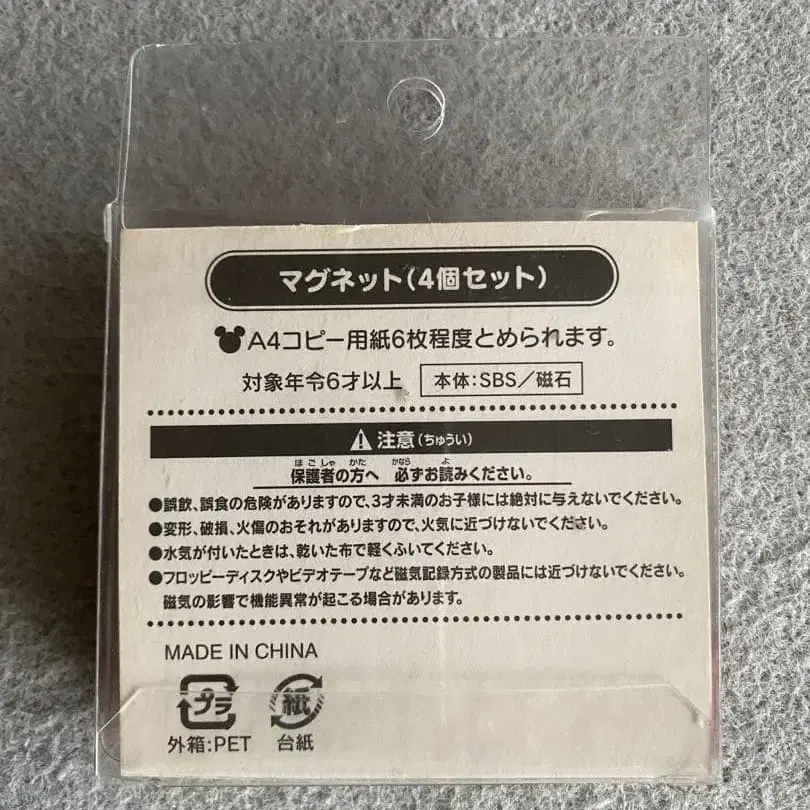 マグネット(4個セット)
A4コピー用紙6枚程度とめられます。
対象年令6才以上 本体:SBS/磁石
注意(ちゅうい)
ほごしゃ かた かなら よ
保護者の方へ 必ずお読みください。
●誤飲、誤食の危険がありますので、3才未満のお子様には絶対に与えないでください。
●変形、破損、火傷のおそれがありますので、火気に近づけないでください。
●水気が付いたときは、乾いた布で軽くふいてください。
●フロッピーディスクやビデオテープなど磁気記録方式の製品には近づけないでください。
磁気の影響で機能異常が起こる場合があります。
MADE IN CHINA
プラ 紙
外箱:PET 台紙